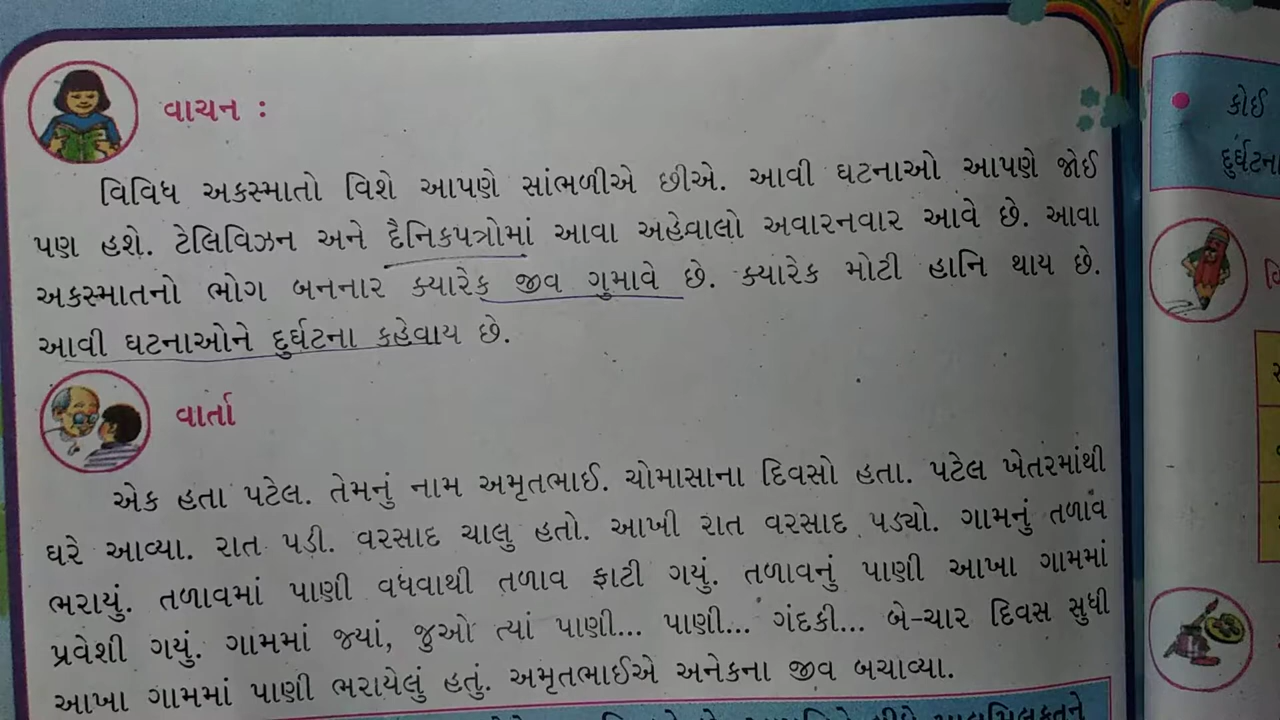 વાચન :
વિવિધ અકસ્માતો વિશે આપણે સાંભળીએ છીએ. આવી ઘટનાઓ આપણે જોઈ
પણ હશે. ટેલિવિઝન અને દૈનિકપત્રોમાં આવા અહેવાલો અવારનવાર આવે છે. આવા
અકસ્માતનો ભોગ બનનાર ક્યારેક જીવ ગુમાવે છે. ક્યારેક મોટી હાનિ થાય છે.
આવી ઘટનાઓને દુર્ઘટના કહેવાય છે.
વાર્તા
એક હતા પટેલ. તેમનું નામ અમૃતભાઈ. ચોમાસાના દિવસો હતા. પટેલ ખેતરમાંથી
ઘરે આવ્યા. રાત પડી. વરસાદ ચાલુ હતો. આખી રાત વરસાદ પડ્યો. ગામનું તળાવ
ભરાયું. તળાવમાં પાણી વધવાથી તળાવ ફાટી ગયું. તળાવનું પાણી આખા ગામમાં
પ્રવેશી ગયું. ગામમાં જ્યાં, જુઓ ત્યાં પાણી... પાણી... ગંદકી... બે-ચાર દિવસ સુધી
આખા ગામમાં પાણી ભરાયેલું હતું. અમૃતભાઈએ અનેકના જીવ બચાવ્યા.
કોઈ
દુર્ઘટના